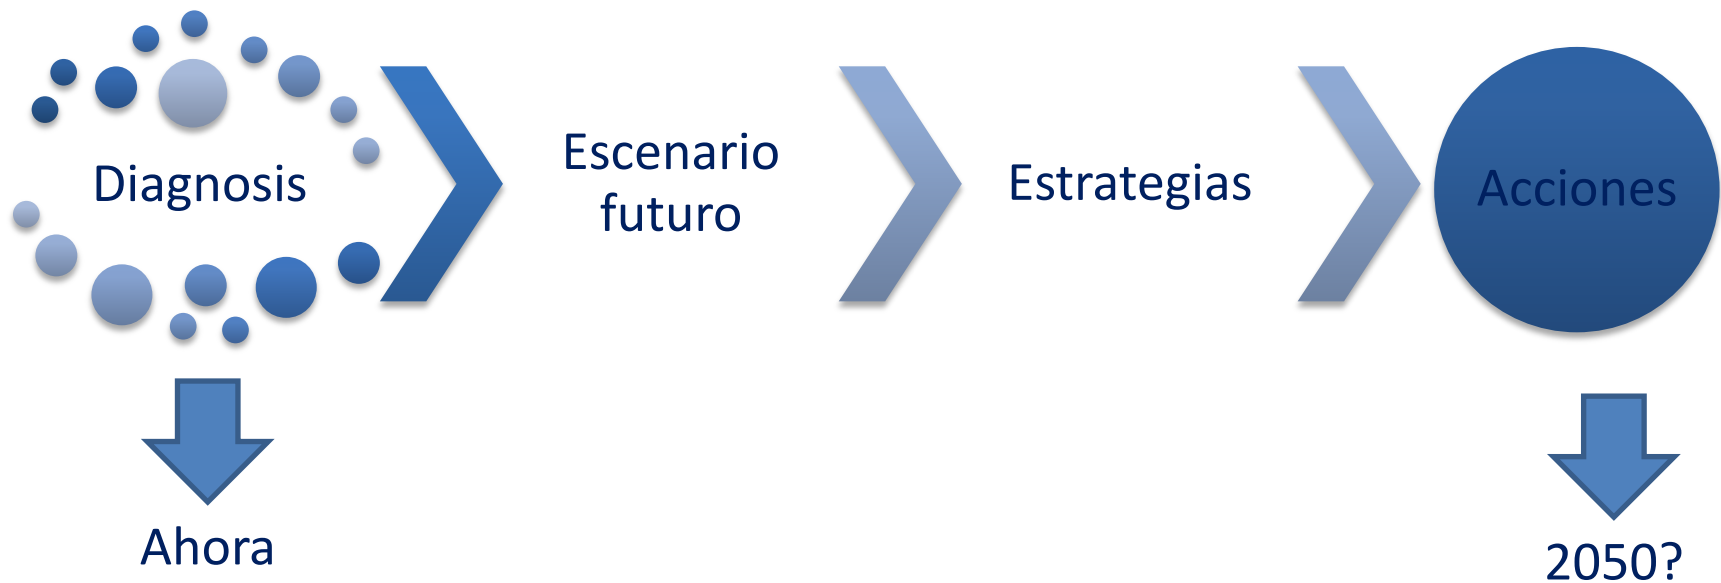 Diagnosis
Escenario
futuro
Estrategias
Acciones
Ahora
2050?